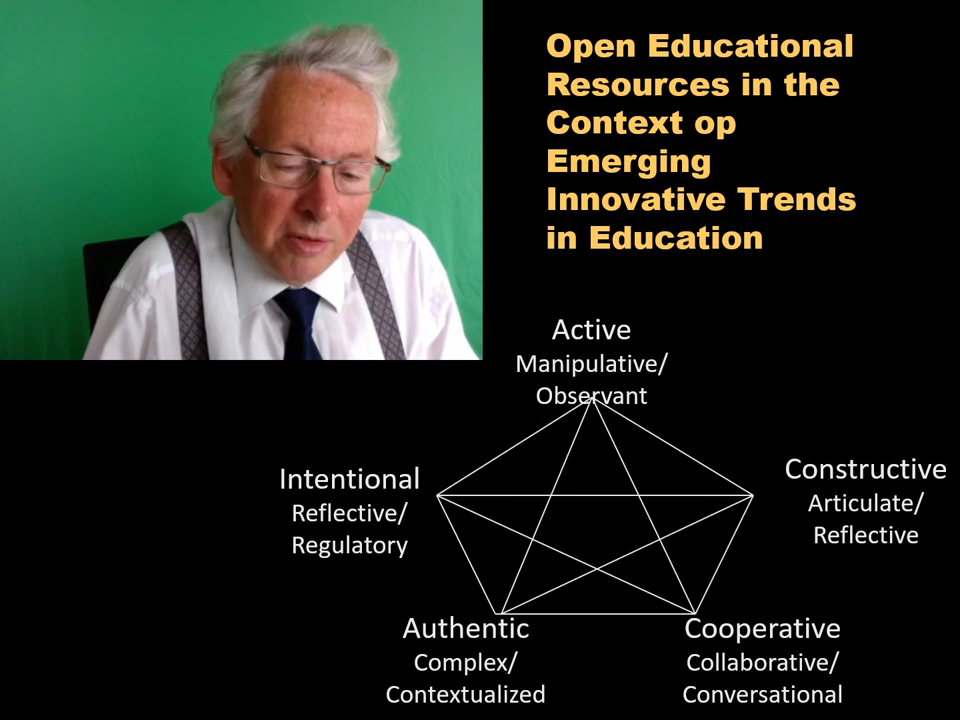 Open Educational
Resources in the
Context op
Emerging
Innovative Trends
in Education
Active
Manipulative/
Observant
Intentional
Reflective/
Regulatory
Constructive
Articulate/
Reflective
Authentic
Complex/
Contextualized
Cooperative
Collaborative/
Conversational